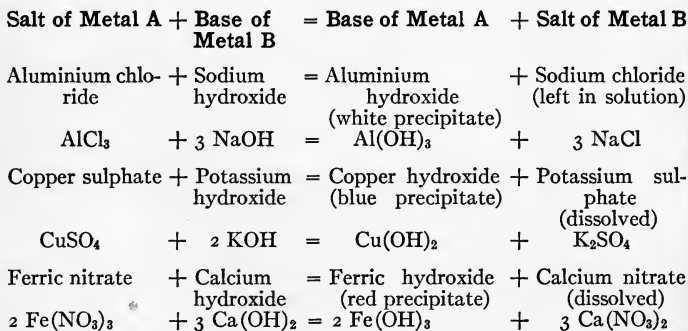 Salt of Metal A + Base of = Base of Metal A + Salt of Metal B
Metal B
Aluminium chlo- + Sodium = Aluminium + Sodium chloride
ride hydroxide hydroxide (left in solution)
(white precipitate)
AlCl₃ + 3 NaOH = Al(OH)₃ + 3 NaCl
Copper sulphate + Potassium = Copper hydroxide + Potassium sul-
hydroxide (blue precipitate) phate
(dissolved)
CuSO₄ + 2 KOH = Cu(OH)₂ + K₂SO₄
Ferric nitrate + Calcium = Ferric hydroxide + Calcium nitrate
hydroxide (red precipitate) (dissolved)
2 Fe(NO₃)₃ + 3 Ca(OH)₂ = 2 Fe(OH)₃ + 3 Ca(NO₃)₂